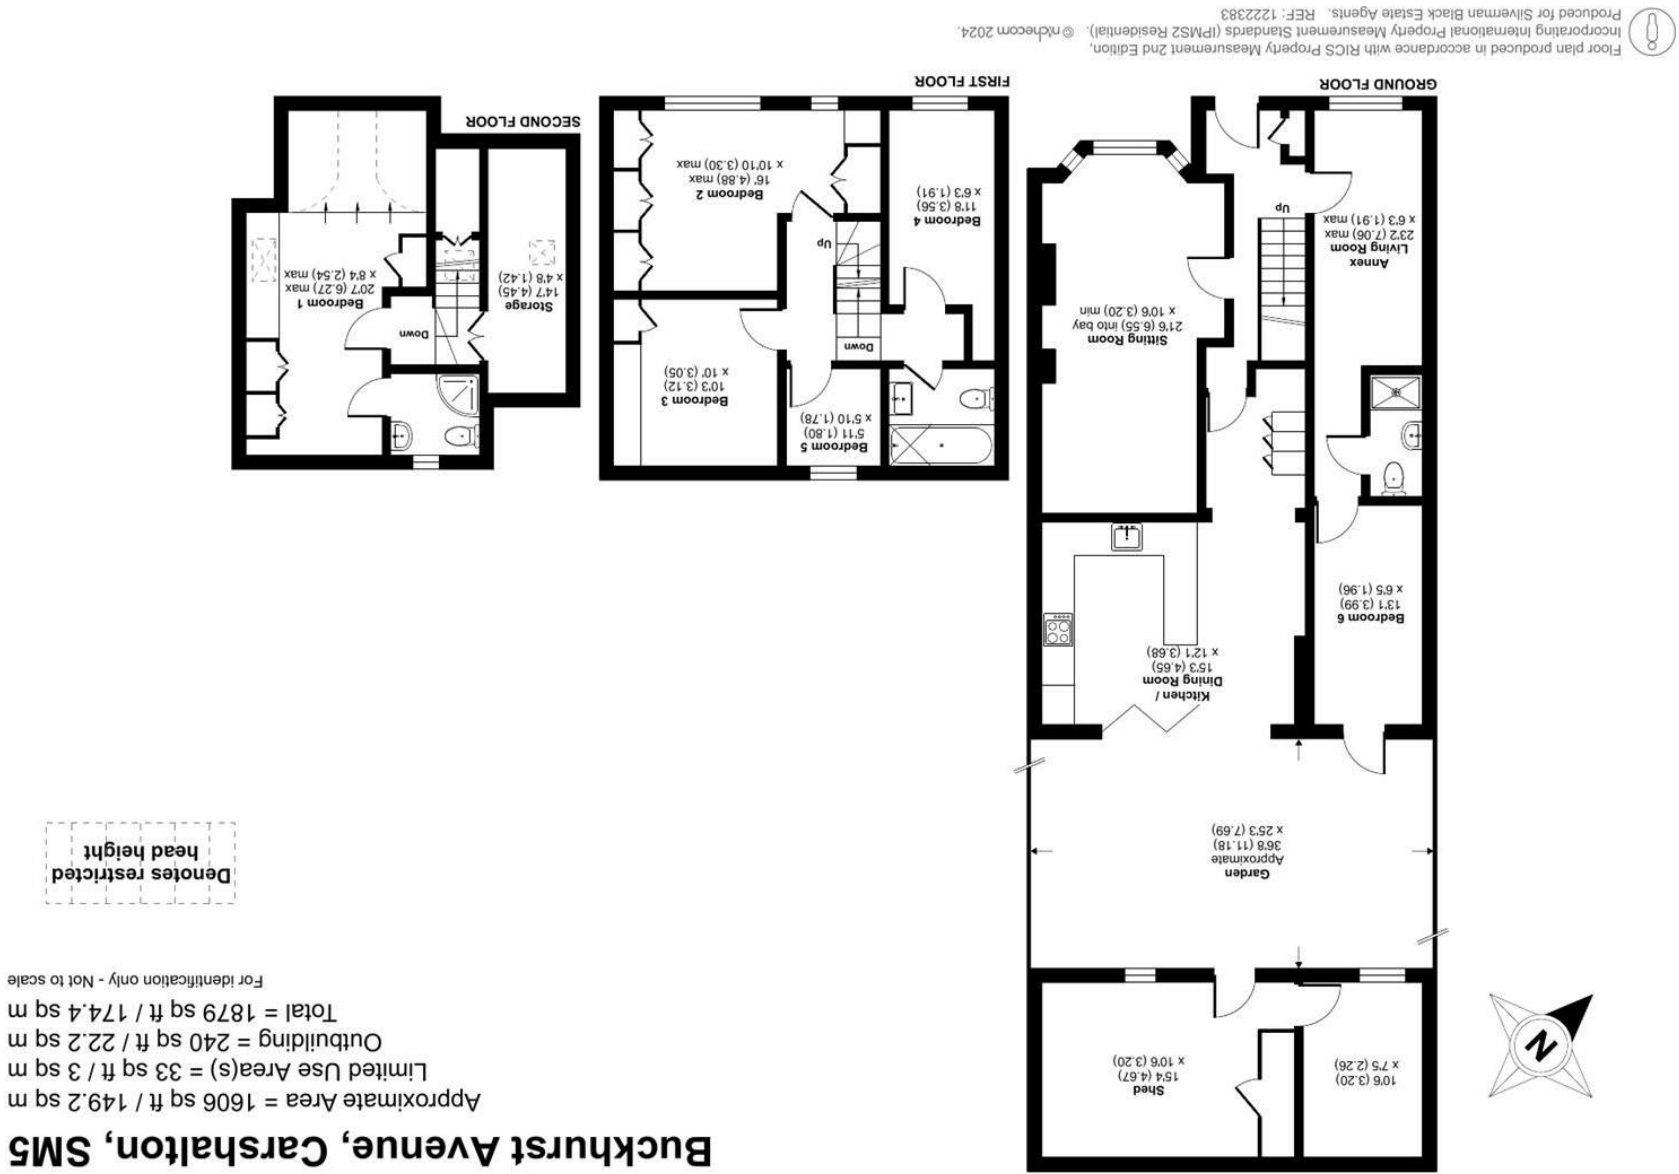 Buckhurst Avenue, Carshalton, SM5
Approximate Area = 1606 sq ft / 149.2 sq m
Limited Use Area(s) = 33 sq ft / 3 sq m
Outbuilding = 240 sq ft / 22.2 sq m
Total = 1879 sq ft / 174.4 sq m
For identification only - Not to scale
N
10'6 (3.20)
x 7'5 (2.26)
Shed
15'4 (4.67)
x 10'6 (3.20)
Denotes restricted
head height
Garden
Approximate
36'8 (11.18)
x 25'3 (7.69)
Kitchen /
Dining Room
15'3 (4.65)
x 12'1 (3.68)
Bedroom 6
13'1 (3.99)
x 6'5 (1.96)
Sitting Room
21'6 (6.55) into bay
x 10'6 (3.20) min
Annex
Living Room
23'2 (7.06) max
x 6'3 (1.91) max
Up
GROUND FLOOR
Bedroom 5
5'11 (1.80)
x 5'10 (1.78)
Bedroom 3
10'3 (3.12)
x 10' (3.05)
Down
Up
Bedroom 4
11'8 (3.56)
x 6'3 (1.91)
Bedroom 2
16' (4.88) max
x 10'10 (3.30) max
FIRST FLOOR
Down
Storage
14'7 (4.45)
x 4'8 (1.42)
Bedroom 1
20'7 (6.27) max
x 8'4 (2.54) max
SECOND FLOOR
Floor plan produced in accordance with RICS Property Measurement 2nd Edition,
Incorporating International Property Measurement Standards (IPMS2 Residential). © nichecom 2024.
Produced for Silverman Black Estate Agents. REF: 1222383